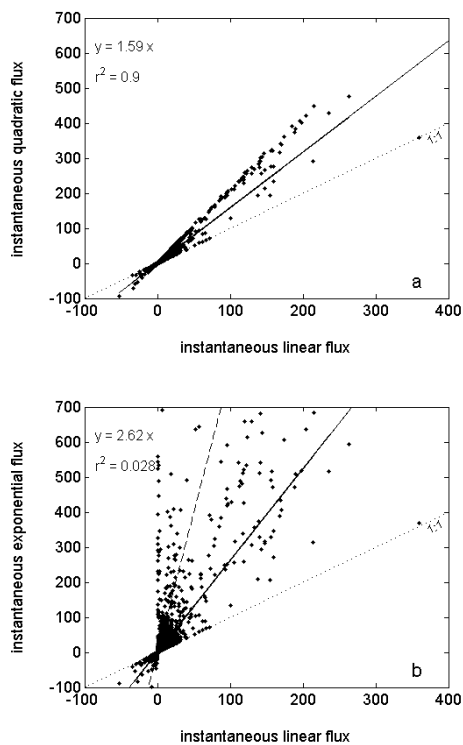 700
600
500
400
300
200
100
0
-100
instantaneous quadratic flux
y = 1.59 x
r² = 0.9
1:1
a
-100 0 100 200 300 400
instantaneous linear flux
700
600
500
400
300
200
100
0
-100
instantaneous exponential flux
y = 2.62 x
r² = 0.028
1:1
b
-100 0 100 200 300 400
instantaneous linear flux